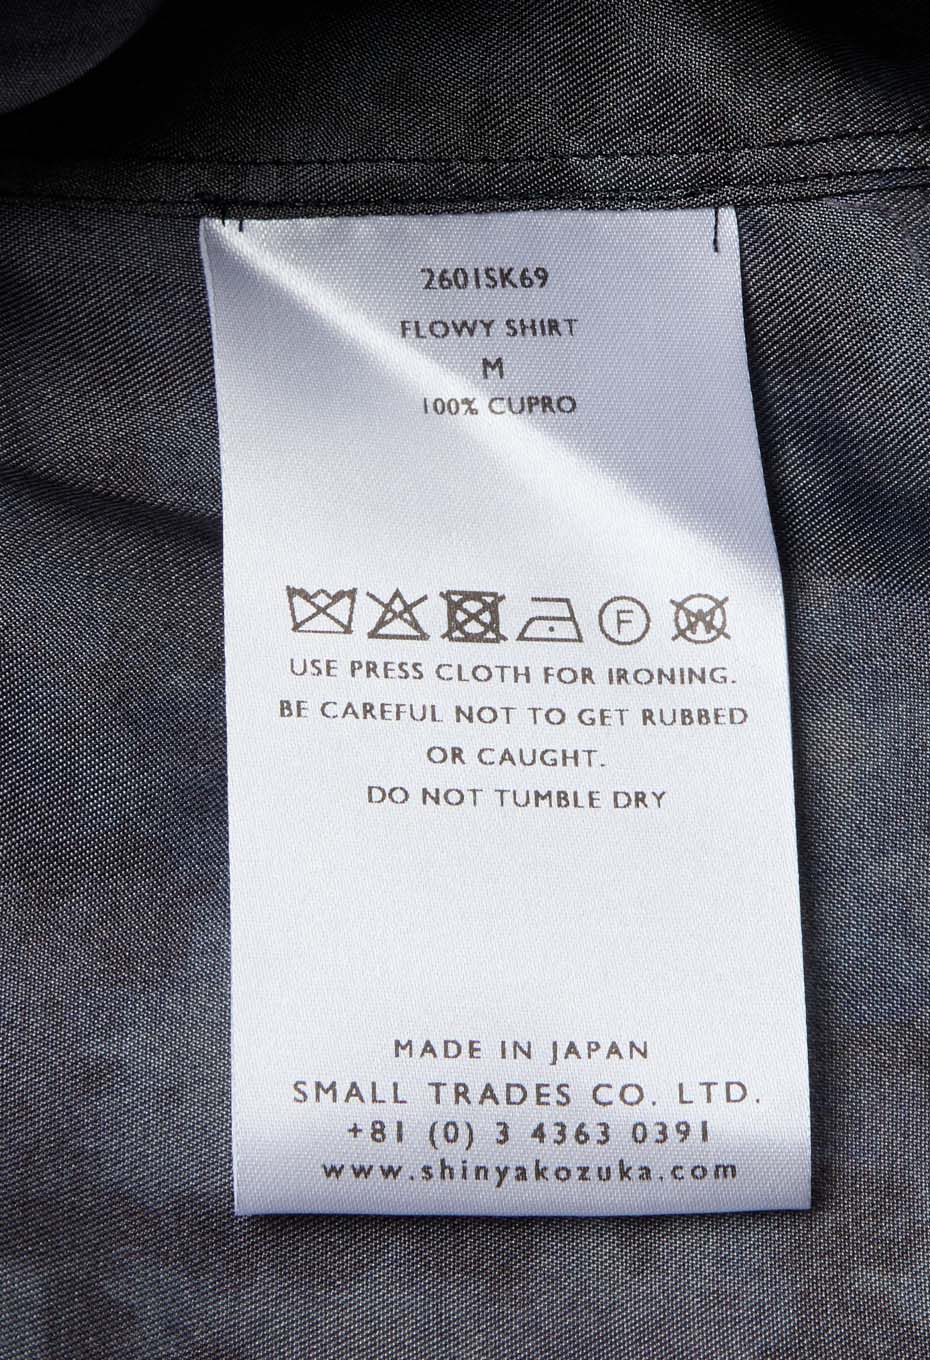 2601SK69
FLOWY SHIRT
M
100% CUPRO
F W
USE PRESS CLOTH FOR IRONING.
BE CAREFUL NOT TO GET RUBBED
OR CAUGHT.
DO NOT TUMBLE DRY
MADE IN JAPAN
SMALL TRADES CO. LTD.
+81 (0) 3 4363 0391
www.shinyakozuka.com